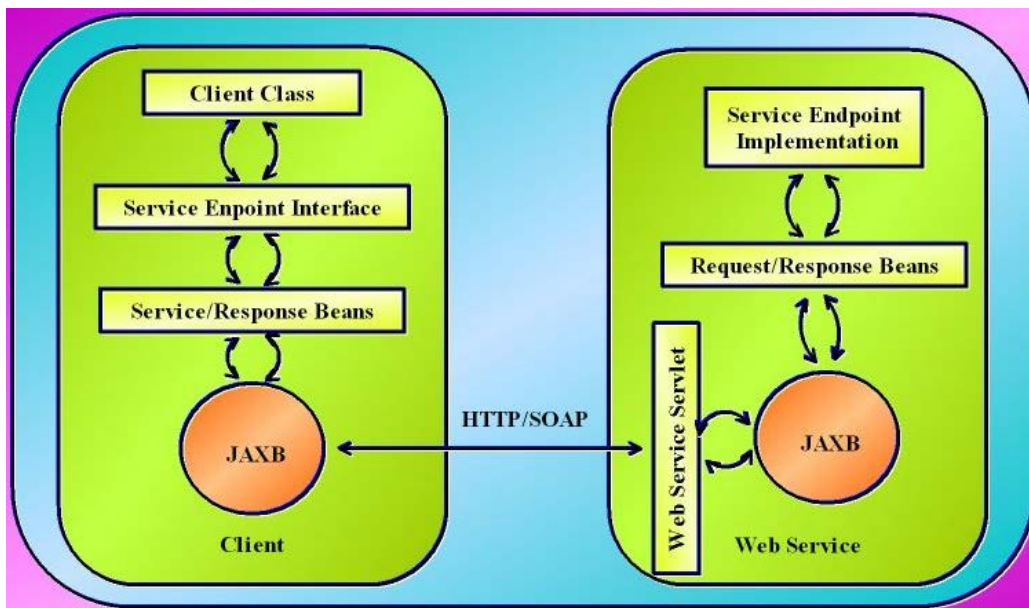 Client Class
Service Enpoint Interface
Service/Response Beans
JAXB
Client
HTTP/SOAP
Service Endpoint
Implementation
Request/Response Beans
Web Service Servlet
JAXB
Web Service